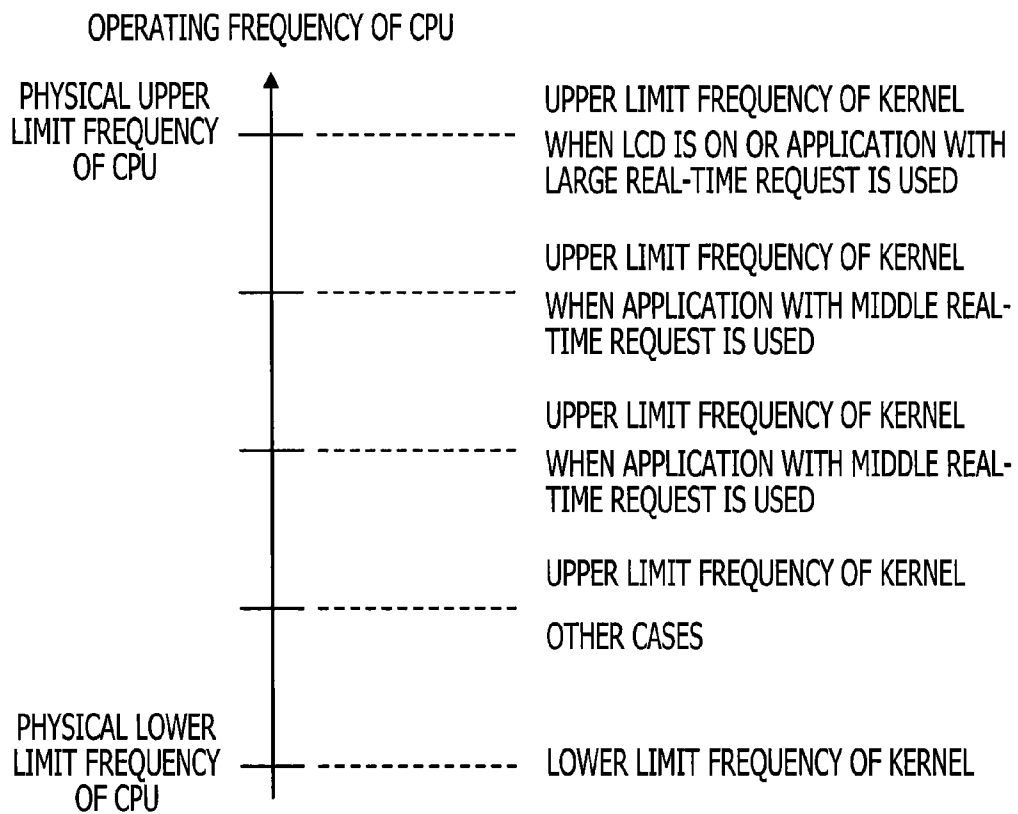 OPERATING FREQUENCY OF CPU
PHYSICAL UPPER
LIMIT FREQUENCY
OF CPU
UPPER LIMIT FREQUENCY OF KERNEL
WHEN LCD IS ON OR APPLICATION WITH
LARGE REAL-TIME REQUEST IS USED
UPPER LIMIT FREQUENCY OF KERNEL
WHEN APPLICATION WITH MIDDLE REAL-
TIME REQUEST IS USED
UPPER LIMIT FREQUENCY OF KERNEL
WHEN APPLICATION WITH MIDDLE REAL-
TIME REQUEST IS USED
UPPER LIMIT FREQUENCY OF KERNEL
OTHER CASES
PHYSICAL LOWER
LIMIT FREQUENCY
OF CPU
LOWER LIMIT FREQUENCY OF KERNEL